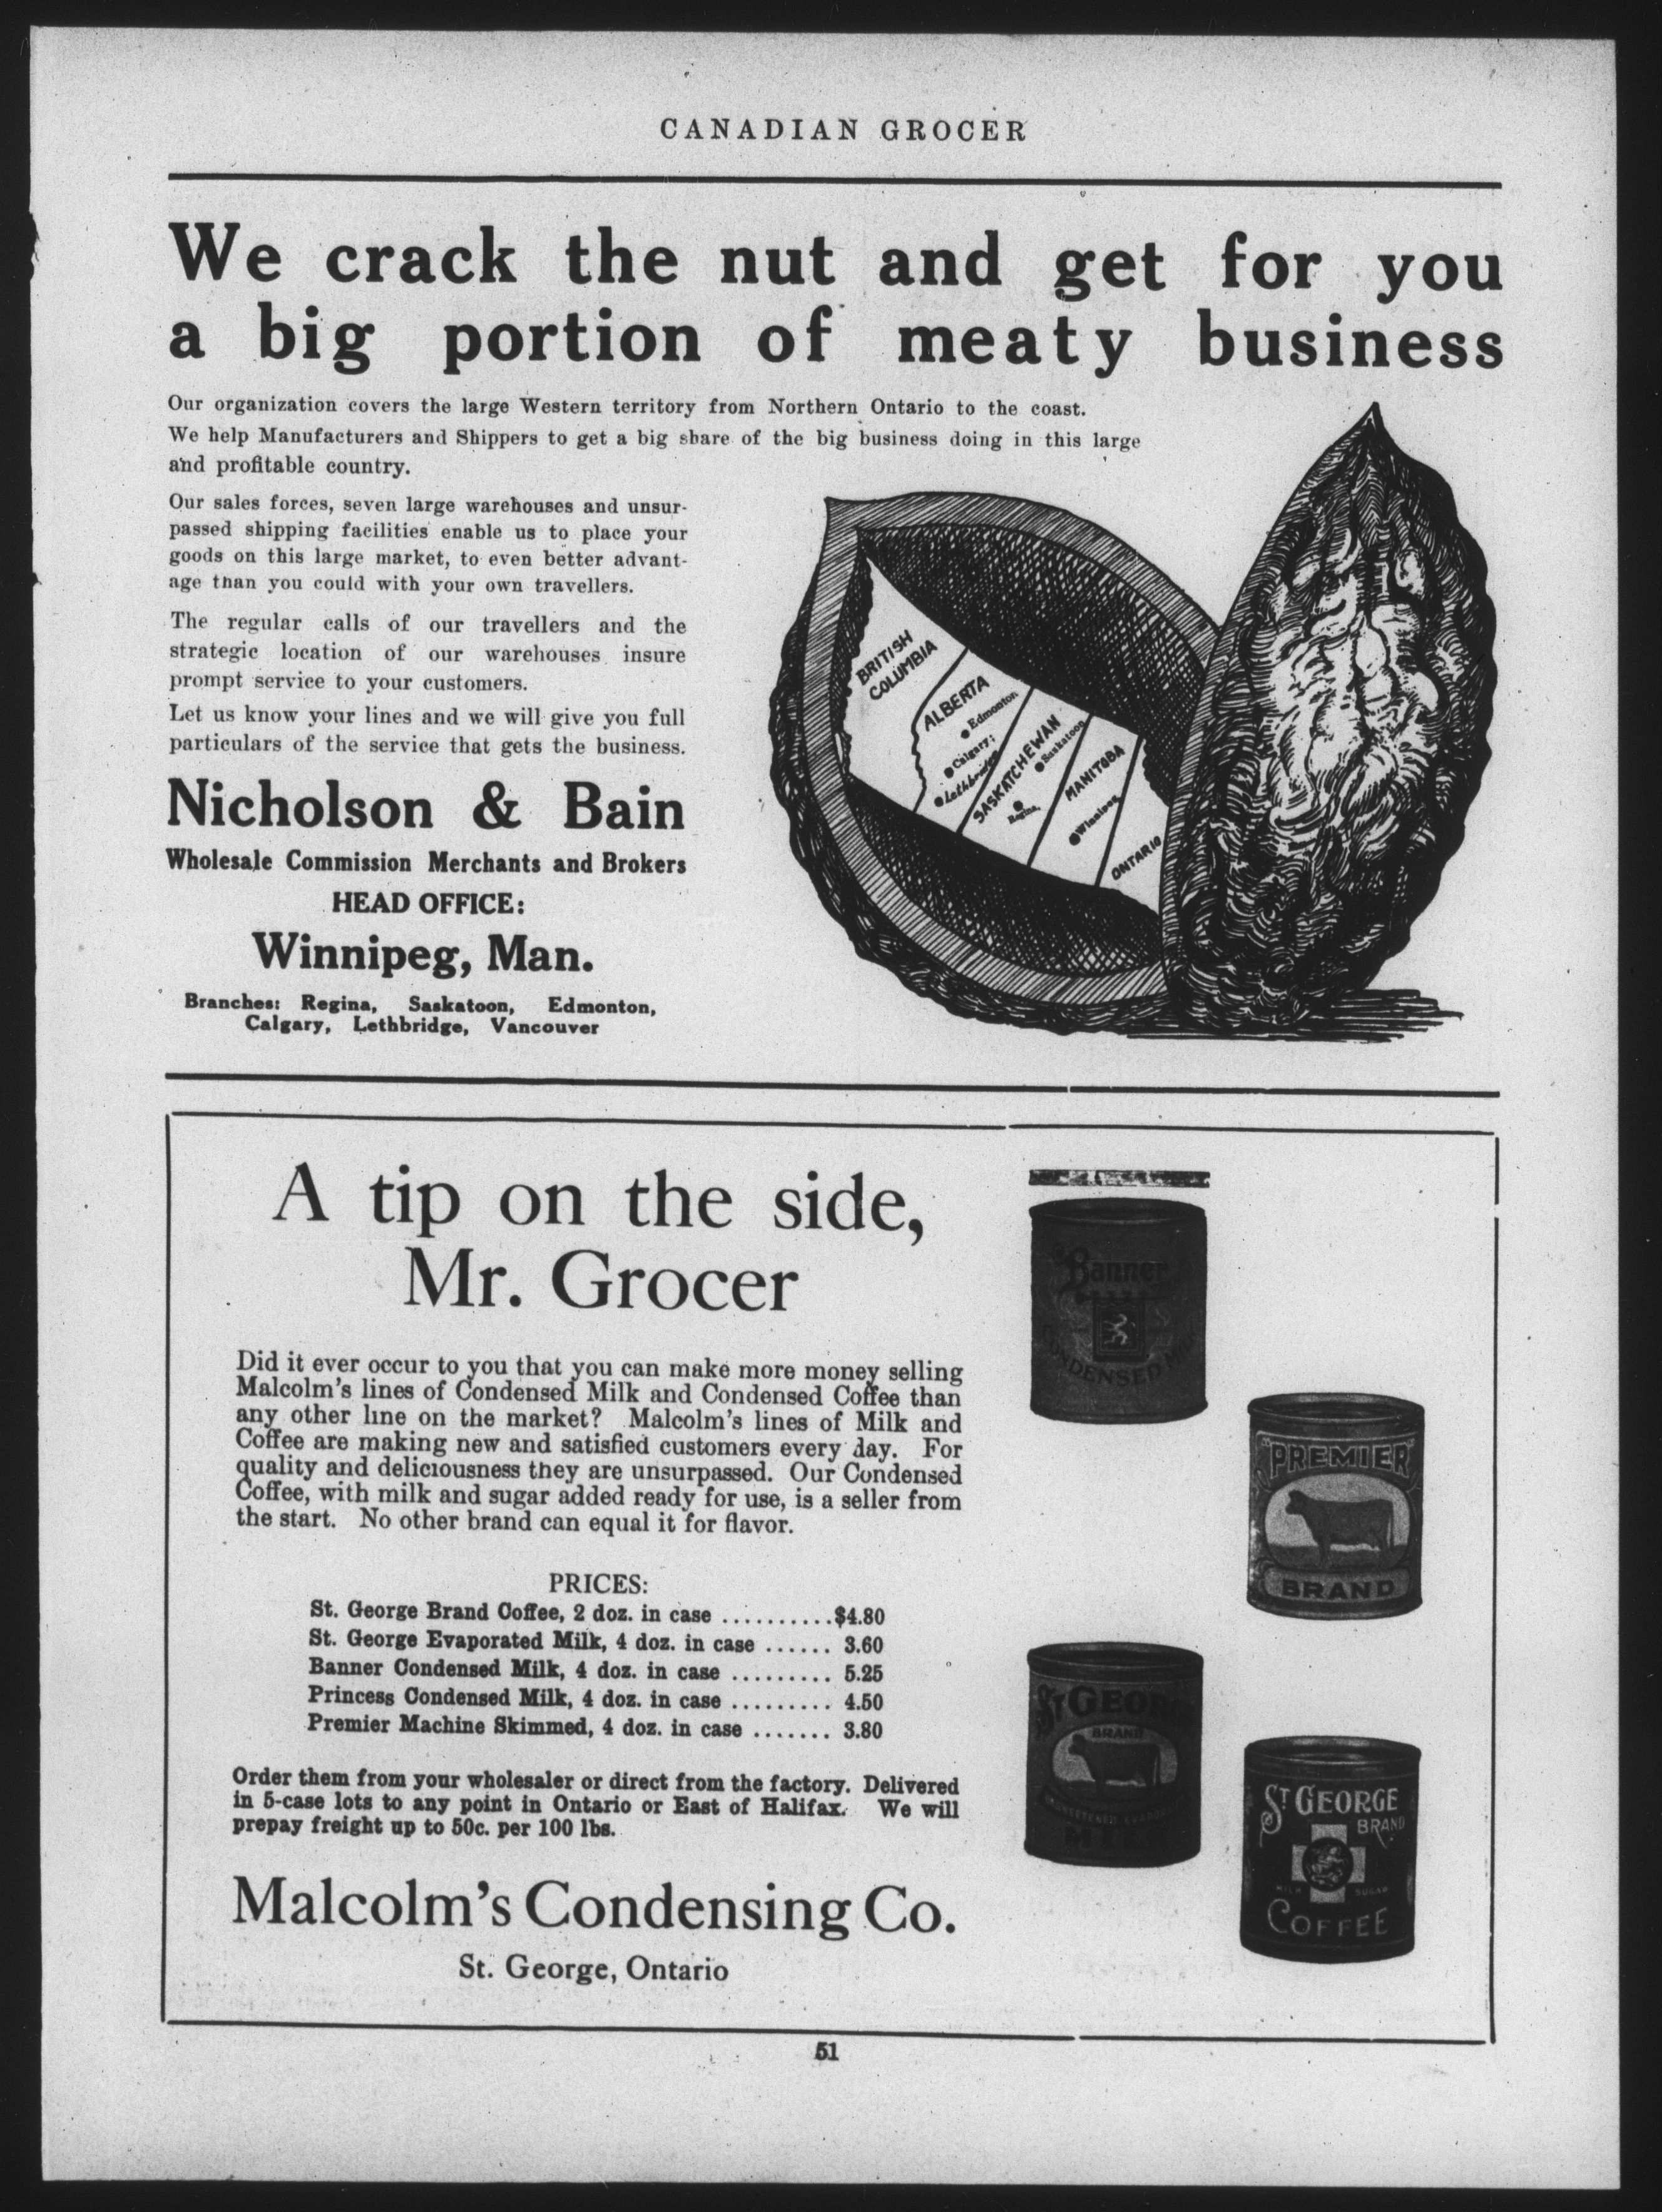 CANADIAN GROCER
We crack the nut and get for you
a big portion of meaty business
Our organization covers the large Western territory from Northern Ontario to the coast.
We help Manufacturers and Shippers to get a big share of the big business doing in this large
and profitable country.
Our sales forces, seven large warehouses and unsur-
passed shipping facilities enable us to place your
goods on this large market, to even better advant-
age than you could with your own travellers.
The regular calls of our travellers and the
strategic location of our warehouses insure
prompt service to your customers.
Let us know your lines and we will give you full
particulars of the service that gets the business.
Nicholson & Bain
Wholesale Commission Merchants and Brokers
HEAD OFFICE:
Winnipeg, Man.
Branches: Regina, Saskatoon, Edmonton,
Calgary, Lethbridge, Vancouver
BRITISH
COLUMBIA
ALBERTA
Edmonton
Calgary
Lethbridge
SASKATCHEWAN
Saskatoon
Regina
MANITOBA
Winnipeg
ONTARIO
A tip on the side,
Mr. Grocer
Did it ever occur to you that you can make more money selling
Malcolm's lines of Condensed Milk and Condensed Coffee than
any other line on the market? Malcolm's lines of Milk and
Coffee are making new and satisfied customers every day. For
quality and deliciousness they are unsurpassed. Our Condensed
Coffee, with milk and sugar added ready for use, is a seller from
the start. No other brand can equal it for flavor.
PRICES:
St. George Brand Coffee, 2 doz. in case ..........$4.80
St. George Evaporated Milk, 4 doz. in case ...... 3.60
Banner Condensed Milk, 4 doz. in case ......... 5.25
Princess Condensed Milk, 4 doz. in case ......... 4.50
Premier Machine Skimmed, 4 doz. in case ....... 3.80
Order them from your wholesaler or direct from the factory. Delivered
in 5-case lots to any point in Ontario or East of Halifax. We will
prepay freight up to 50c. per 100 lbs.
Malcolm's Condensing Co.
St. George, Ontario
"Banner
CONDENSED MILK
"PREMIER"
BRAND
ST GEORGE
BRAND
MILK
ST GEORGE
BRAND
MILK SUGAR
COFFEE
51